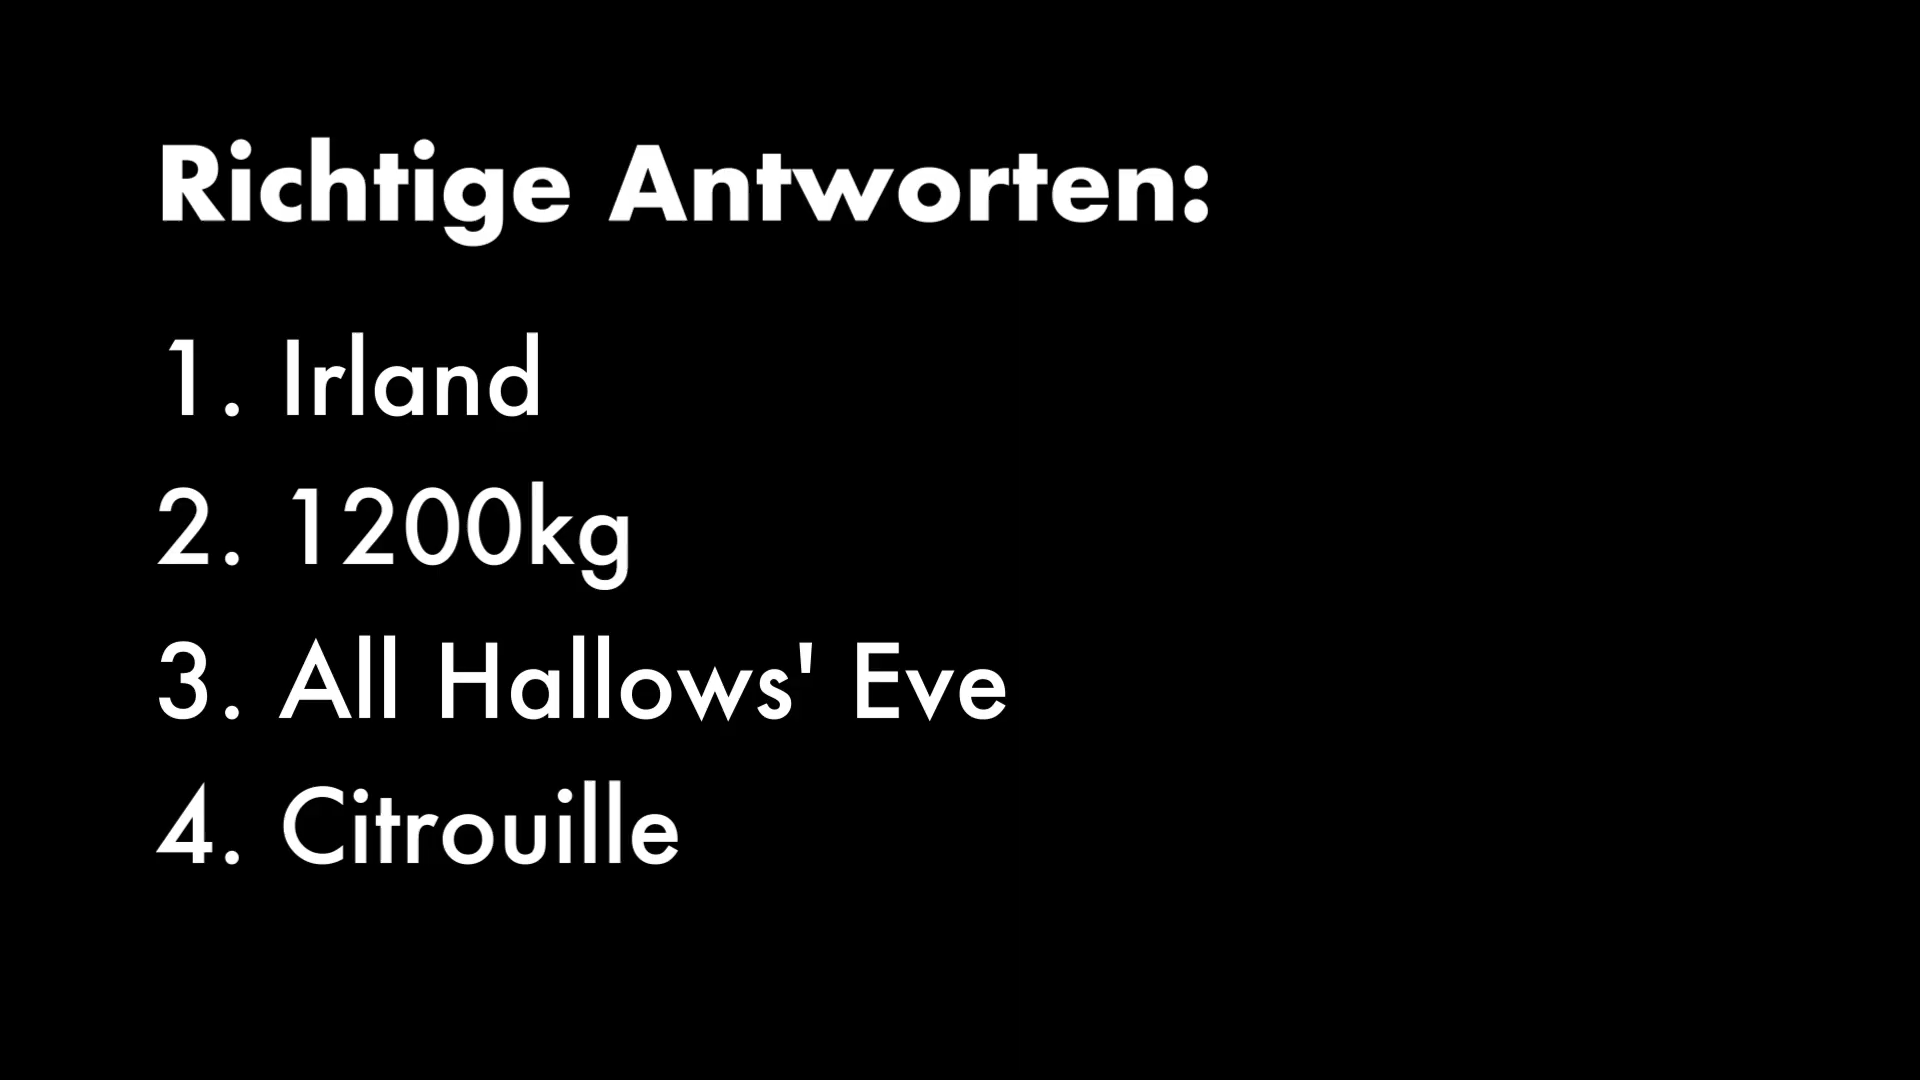 Richtige Antworten:
1. Irland
2. 1200kg
3. All Hallows' Eve
4. Citrouille